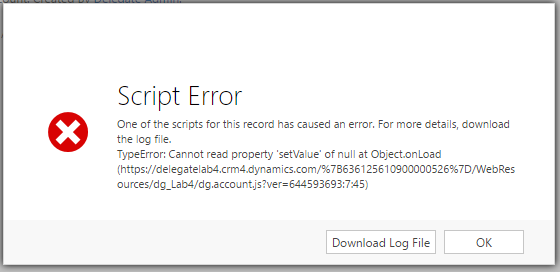 Created by Delegate Admin.
Script Error
One of the scripts for this record has caused an error. For more details, download
the log file.
TypeError: Cannot read property 'setValue' of null at Object.onLoad
(https://delegatelab4.crm4.dynamics.com/%7B636125610900000526%7D/WebRes
ources/dg_Lab4/dg.account.js?ver=644593693:7:45)
Download Log File
OK